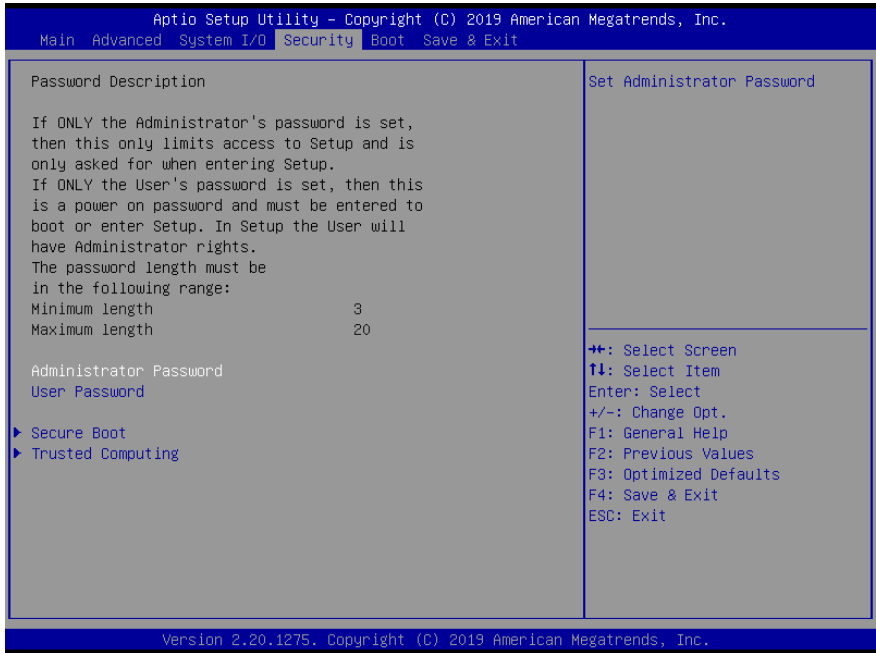 Aptio Setup Utility – Copyright (C) 2019 American Megatrends, Inc.
Main Advanced System I/O Security Boot Save & Exit
Password Description
If ONLY the Administrator's password is set,
then this only limits access to Setup and is
only asked for when entering Setup.
If ONLY the User's password is set, then this
is a power on password and must be entered to
boot or enter Setup. In Setup the User will
have Administrator rights.
The password length must be
in the following range:
Minimum length 3
Maximum length 20
Administrator Password
User Password
Secure Boot
Trusted Computing
Set Administrator Password
→←: Select Screen
↑↓: Select Item
Enter: Select
+/-: Change Opt.
F1: General Help
F2: Previous Values
F3: Optimized Defaults
F4: Save & Exit
ESC: Exit
Version 2.20.1275. Copyright (C) 2019 American Megatrends, Inc.